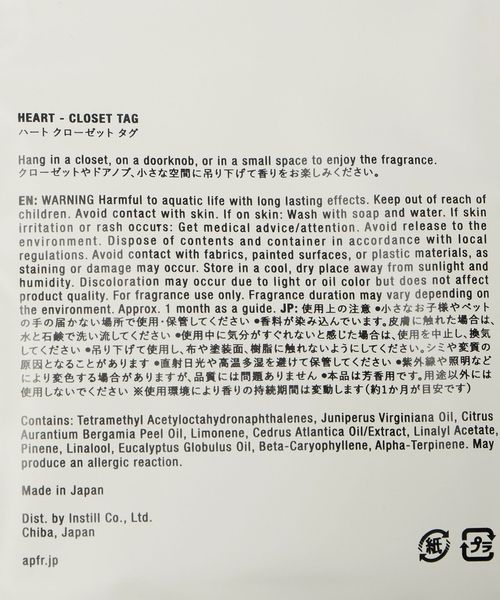 HEART - CLOSET TAG
ハート クローゼット タグ
Hang in a closet, on a doorknob, or in a small space to enjoy the fragrance.
クローゼットやドアノブ、小さな空間に吊り下げて香りをお楽しみください。
EN: WARNING Harmful to aquatic life with long lasting effects. Keep out of reach of
children. Avoid contact with skin. If on skin: Wash with soap and water. If skin
irritation or rash occurs: Get medical advice/attention. Avoid release to the
environment. Dispose of contents and container in accordance with local
regulations. Avoid contact with fabrics, painted surfaces, or plastic materials, as
staining or damage may occur. Store in a cool, dry place away from sunlight and
humidity. Discoloration may occur due to light or oil color but does not affect
product quality. For fragrance use only. Fragrance duration may vary depending on
the environment. Approx. 1 month as a guide. JP: 使用上の注意 ●小さなお子様やペット
の手の届かない場所で使用・保管してください ●香料が染み込んでいます。皮膚に触れた場合は、
水と石鹸で洗い流してください ●使用中に気分がすぐれないと感じた場合は、使用を中止し、換気
してください ●吊り下げて使用し、布や塗装面、樹脂に触れないようにしてください。シミや変質の
原因となることがあります ●直射日光や高温多湿を避けて保管してください ●紫外線や照明など
により変色する場合がありますが、品質には問題ありません ●本品は芳香用です。用途以外には
使用しないでください ※使用環境により香りの持続期間は変動します（約1か月が目安です）
Contains: Tetramethyl Acetyloctahydronaphthalenes, Juniperus Virginiana Oil, Citrus
Aurantium Bergamia Peel Oil, Limonene, Cedrus Atlantica Oil/Extract, Linalyl Acetate,
Pinene, Linalool, Eucalyptus Globulus Oil, Beta-Caryophyllene, Alpha-Terpinene. May
produce an allergic reaction.
Made in Japan
Dist. by Instill Co., Ltd.
Chiba, Japan
apfr.jp
紙 プラ